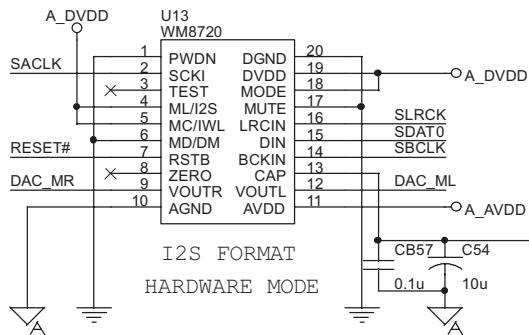 A_DVDD
U13
WM8720
1 PWDN DGND 20
SACLK 2 SCKI DVDD 19 A_DVDD
3 TEST MODE 18
4 ML/I2S MUTE 17
5 MC/IWL LRCIN 16 SLRCK
6 MD/DM DIN 15 SDAT0
RESET# 7 RSTB BCKIN 14 SBCLK
8 ZERO CAP 13
DAC_MR 9 VOUTR VOUTL 12 DAC_ML
10 AGND AVDD 11 A_AVDD
I2S FORMAT
HARDWARE MODE
CB57 C54
0.1u 10u
A A